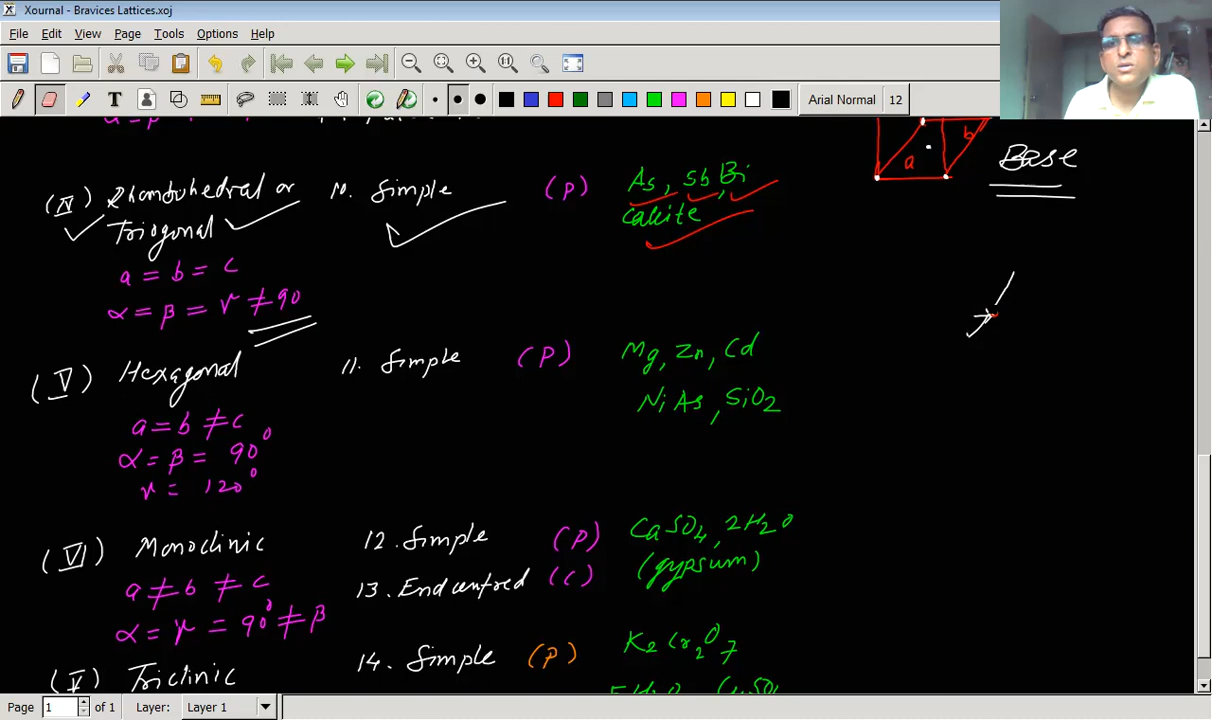 Xournal - Bravices Lattices.xoj
File Edit View Page Tools Options Help
Arial Normal 12
(IV) Rhombohedral or 10. Simple (P) As, Sb, Bi
Trigonal calcite
a = b = c
α = β = γ ≠ 90
a b
Base
(V) Hexagonal 11. Simple (P) Mg, Zn, Cd
NiAs, SiO2
a = b ≠ c
α = β = 90°
γ = 120°
(VI) Monoclinic 12. Simple (P) CaSO4, 2H2O
(gypsum)
13. End centred (C)
a ≠ b ≠ c
α = γ = 90° ≠ β
14. Simple (P) K2Cr2O7
(V) Triclinic
Page 1 of 1 Layer: Layer 1